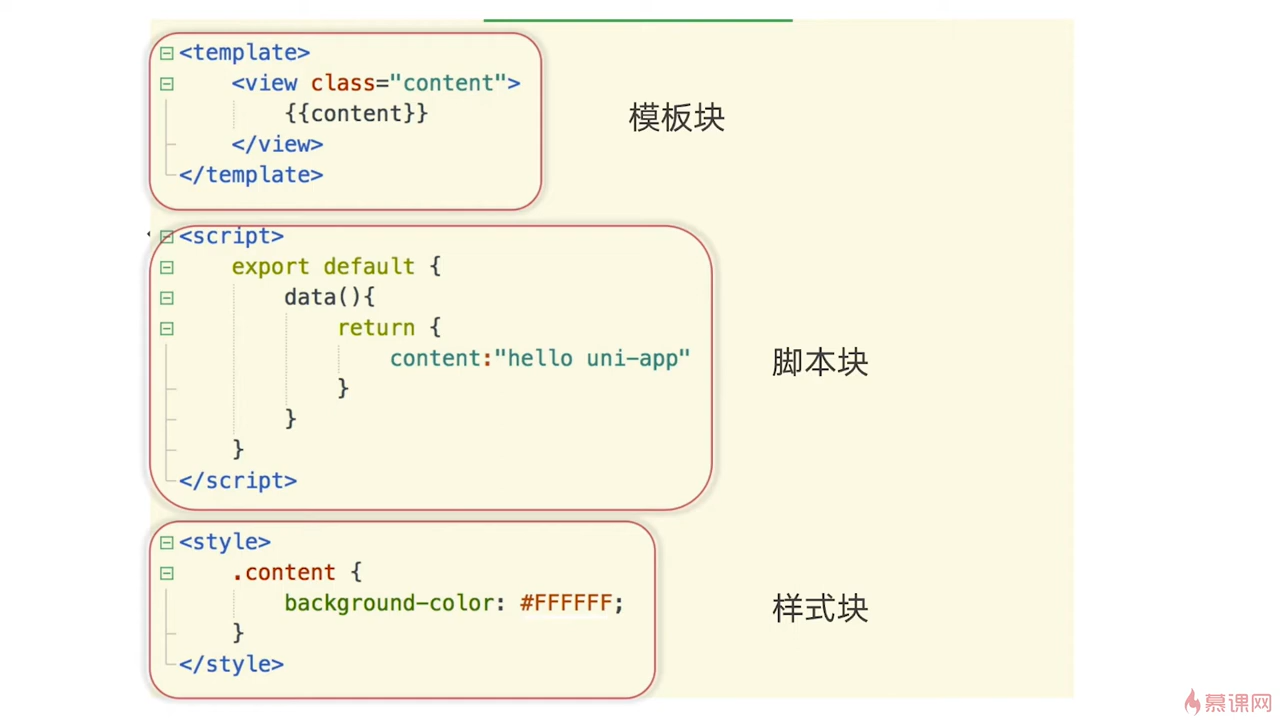 <template>
<view class="content">
{{content}}
</view>
</template>
模板块
<script>
export default {
data(){
return {
content:"hello uni-app"
}
}
}
</script>
脚本块
<style>
.content {
background-color: #FFFFFF;
}
</style>
样式块
慕课网